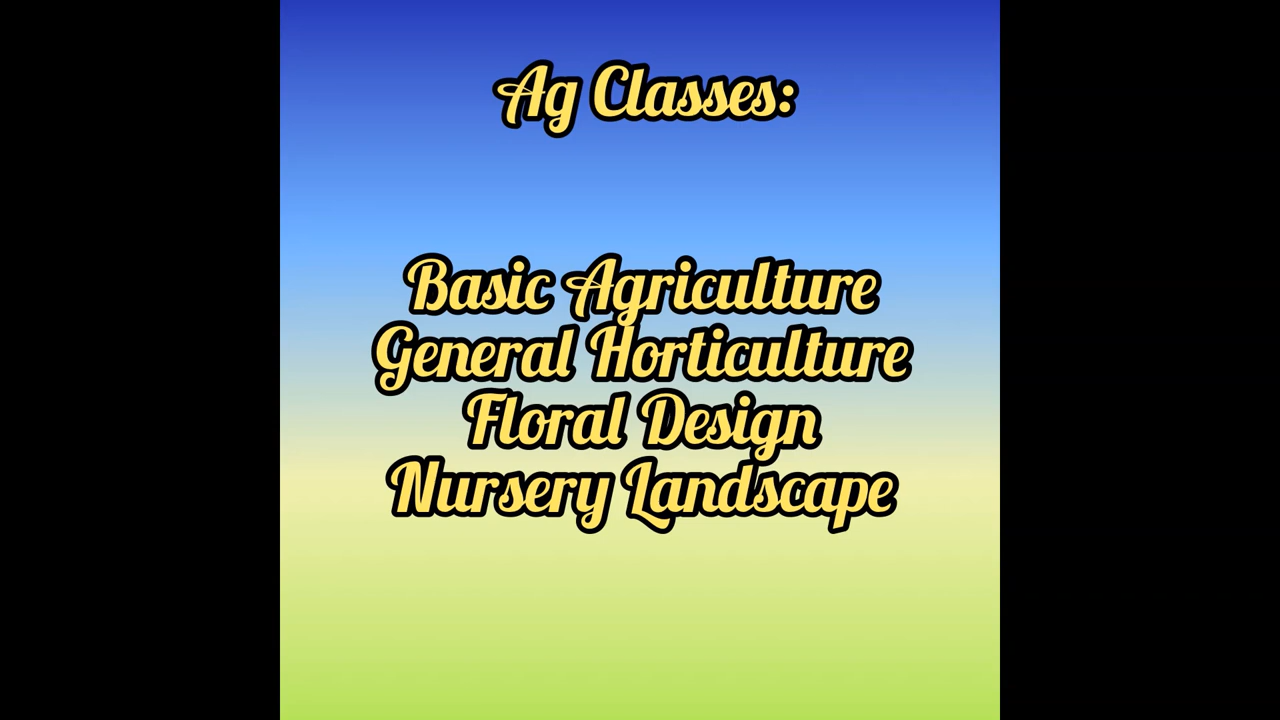 Ag Classes:
Basic Agriculture
General Horticulture
Floral Design
Nursery Landscape